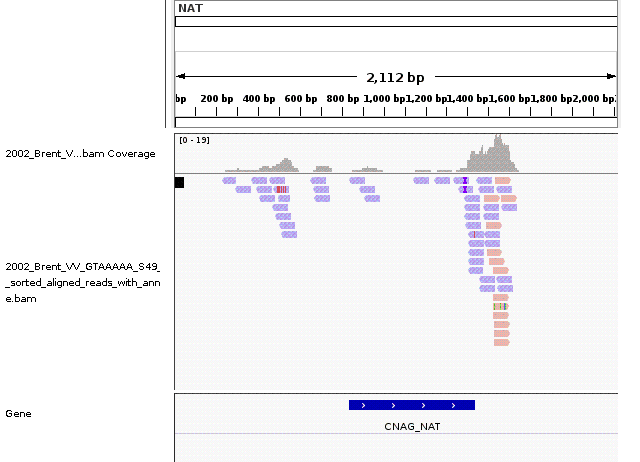 NAT
2,112 bp
bp 200 bp 400 bp 600 bp 800 bp 1,000 bp 1,200 bp 1,400 bp 1,600 bp 1,800 bp 2,000 bp
2002_Brent_V...bam Coverage
[0 - 19]
2002_Brent_VV_GTAAAAA_S49_
_sorted_aligned_reads_with_ann
e.bam
Gene
CNAG_NAT